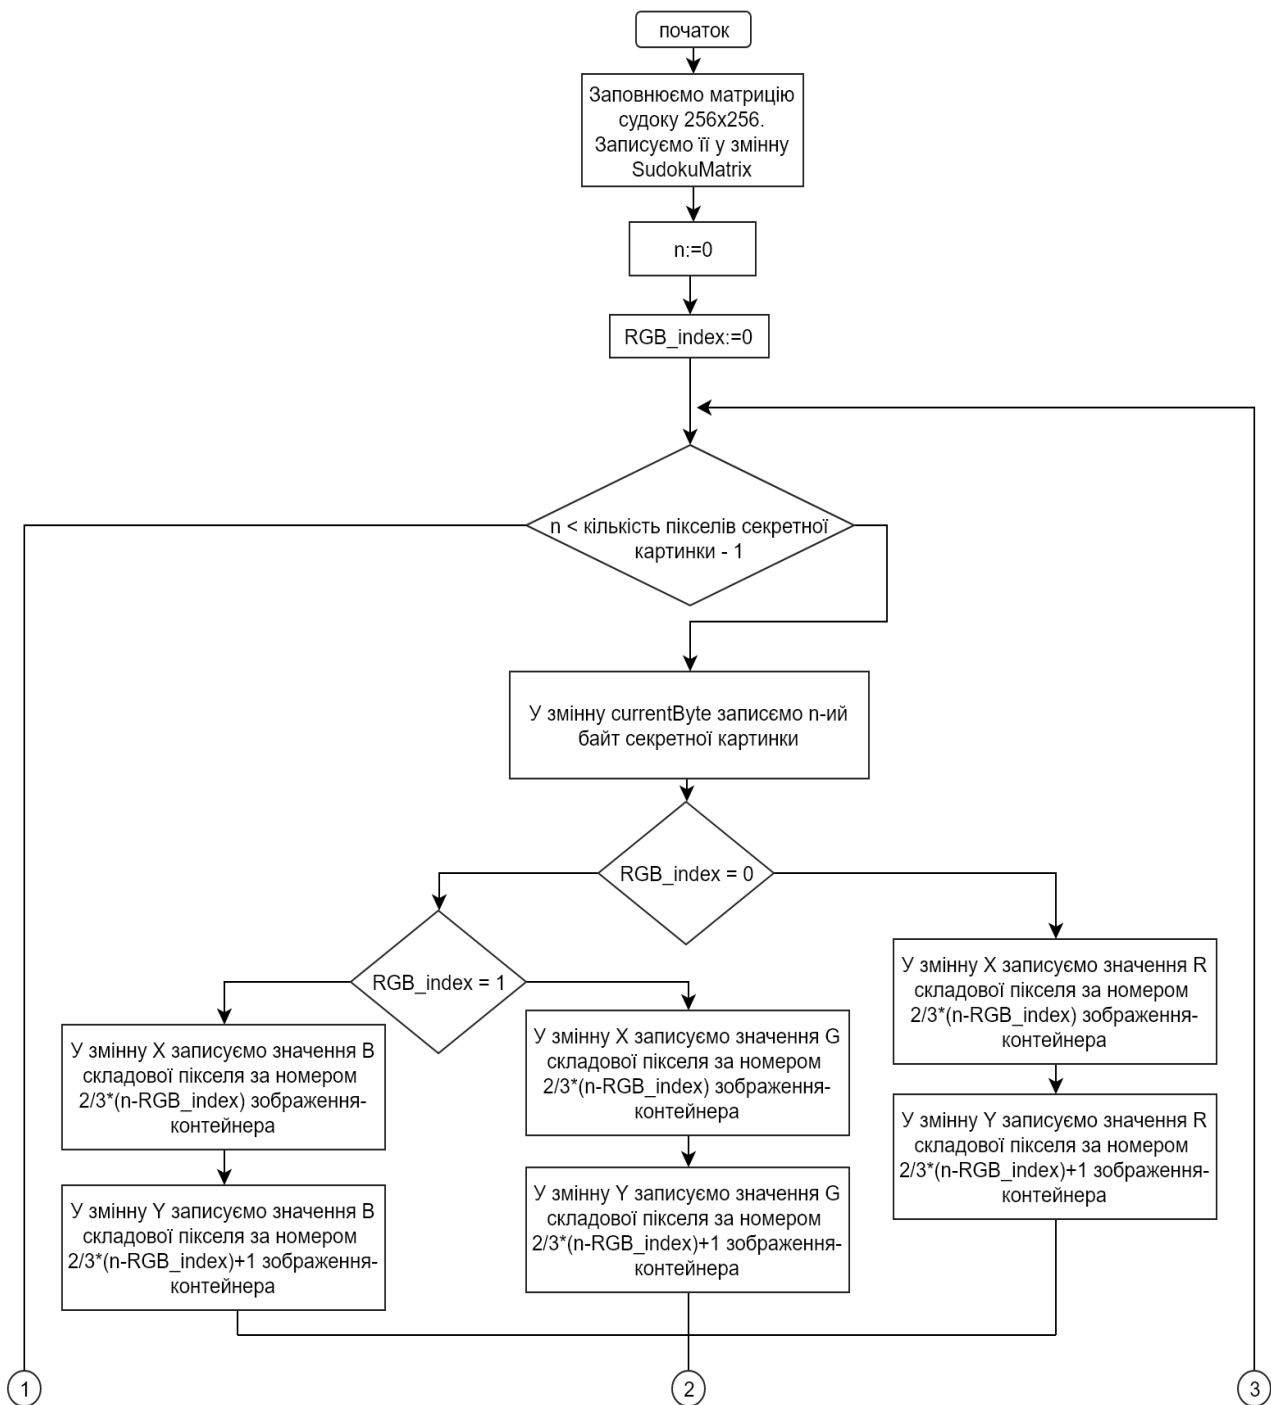 початок
Заповнюємо матрицію
судоку 256x256.
Записуємо її у змінну
SudokuMatrix
n:=0
RGB_index:=0
n < кількість пікселів секретної
картинки - 1
У змінну currentByte записємо n-ий
байт секретної картинки
RGB_index = 0
RGB_index = 1
У змінну X записуємо значення R
складової пікселя за номером
2/3*(n-RGB_index) зображення-
контейнера
У змінну X записуємо значення B
складової пікселя за номером
2/3*(n-RGB_index) зображення-
контейнера
У змінну X записуємо значення G
складової пікселя за номером
2/3*(n-RGB_index) зображення-
контейнера
У змінну Y записуємо значення R
складової пікселя за номером
2/3*(n-RGB_index)+1 зображення-
контейнера
У змінну Y записуємо значення B
складової пікселя за номером
2/3*(n-RGB_index)+1 зображення-
контейнера
У змінну Y записуємо значення G
складової пікселя за номером
2/3*(n-RGB_index)+1 зображення-
контейнера
1
2
3